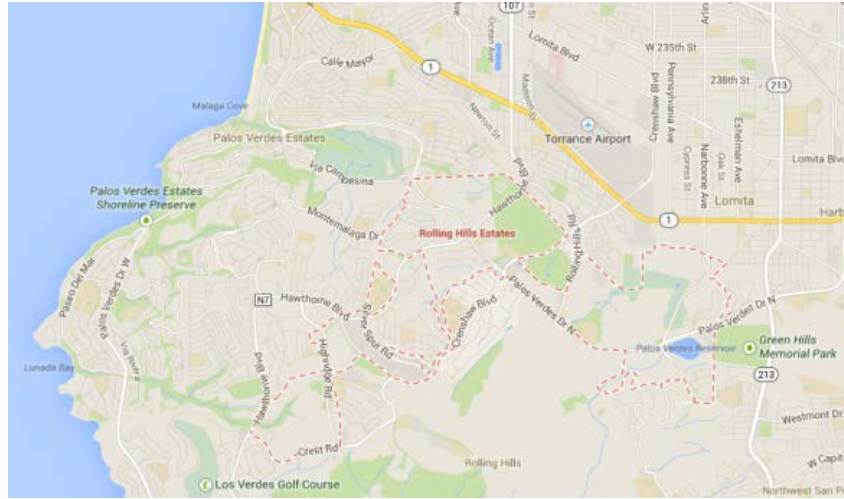 107
Ocean Ave
Lomita Blvd
W 235th St
Arlin
Calle Mayor
1
Madison St
Pennsylvania Ave
238th St
213
Crenshaw Blvd
Malaga Cove
Newton St
Torrance Airport
Palos Verdes Estates
Narbonne Ave
Cypress St
Oak St
Eshelman Ave
Lomita Blvd
Via Campesina
Hawthorne Blvd
Palos Verdes Estates
Shoreline Preserve
Lomita
Montemalaga Dr
Rolling Hills Estates
1
Harb
Rolling Hills Rd
Paseo Del Mar
Palos Verdes Dr W
N7
Hawthorne Blvd
Silver Spur Rd
Crenshaw Blvd
Palos Verdes Dr N
Palos Verdes Dr N
Via Rivera
Highridge Rd
Palos Verdes Reservoir
Green Hills
Memorial Park
Lunada Bay
Hawthorne Blvd
213
Westmont Dr
Crest Rd
Rolling Hills
W Capit
Los Verdes Golf Course
Northwest San P